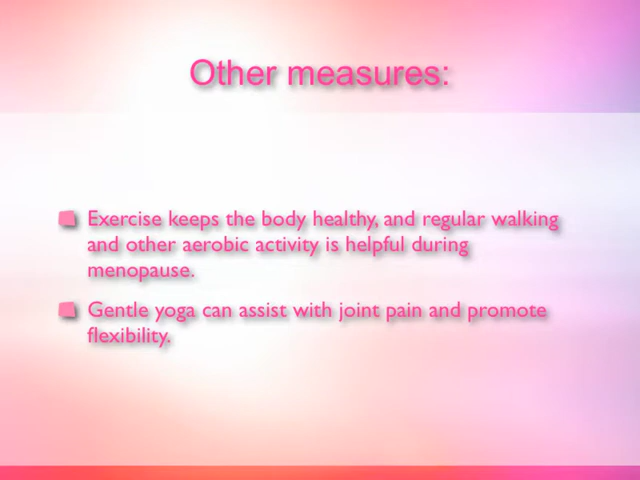 Other measures:
Exercise keeps the body healthy, and regular walking
and other aerobic activity is helpful during
menopause.
Gentle yoga can assist with joint pain and promote
flexibility.